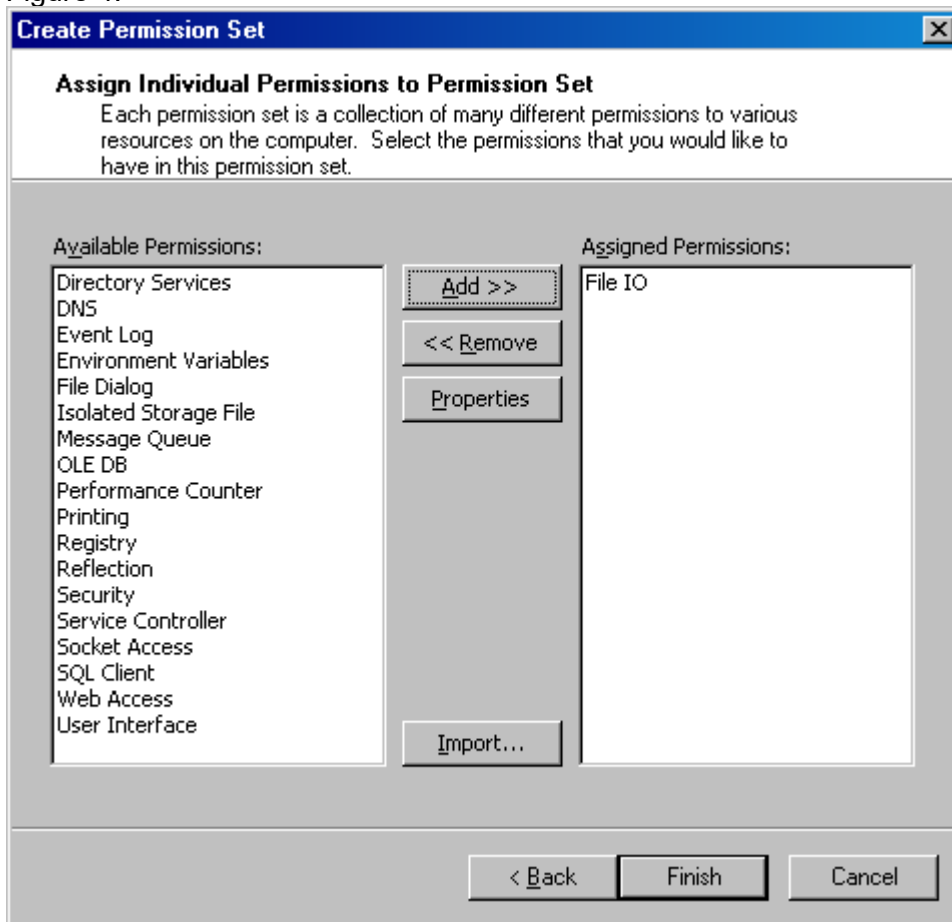 Create Permission Set
Assign Individual Permissions to Permission Set
Each permission set is a collection of many different permissions to various
resources on the computer. Select the permissions that you would like to
have in this permission set.
Available Permissions:
Directory Services
DNS
Event Log
Environment Variables
File Dialog
Isolated Storage File
Message Queue
OLE DB
Performance Counter
Printing
Registry
Reflection
Security
Service Controller
Socket Access
SQL Client
Web Access
User Interface
Add >>
<< Remove
Properties
Import...
Assigned Permissions:
File IO
< Back
Finish
Cancel